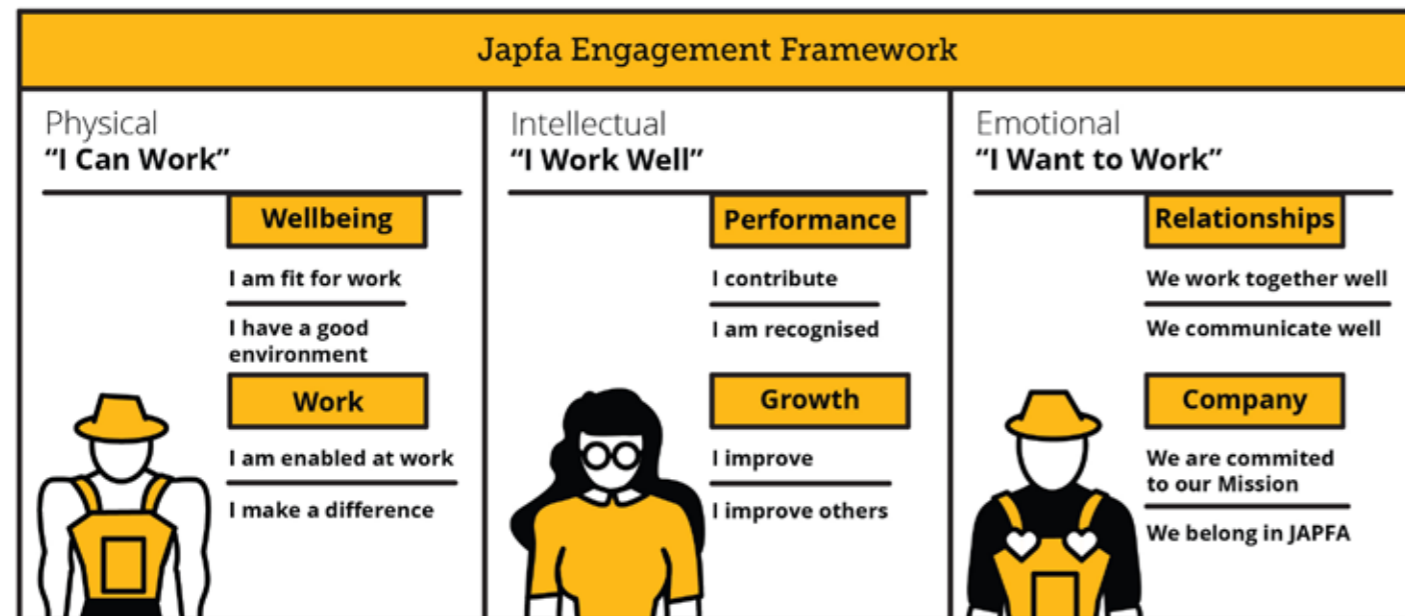 Japfa Engagement Framework
Physical
“I Can Work”
Wellbeing
I am fit for work
I have a good
environment
Work
I am enabled at work
I make a difference
Intellectual
“I Work Well”
Performance
I contribute
I am recognised
Growth
I improve
I improve others
Emotional
“I Want to Work”
Relationships
We work together well
We communicate well
Company
We are commited
to our Mission
We belong in JAPFA